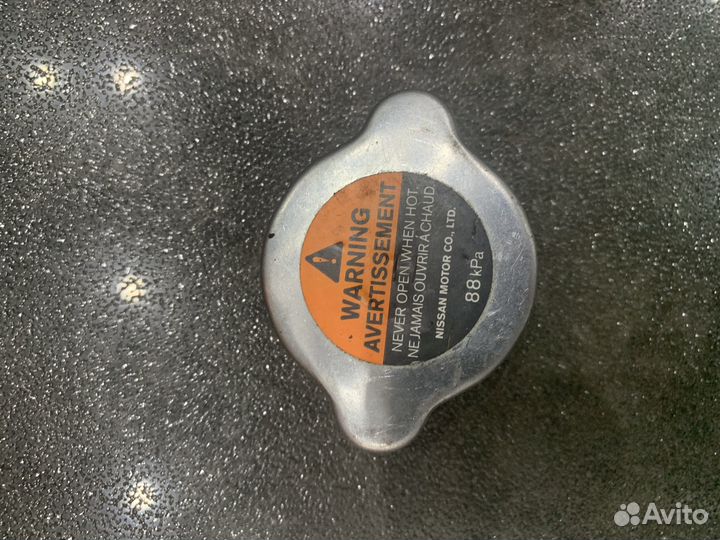 WARNING
AVERTISSEMENT
NEVER OPEN WHEN HOT
NEJAMAIS OUVRIR À CHAUD
NISSAN MOTOR CO., LTD.
88kPa
Avito